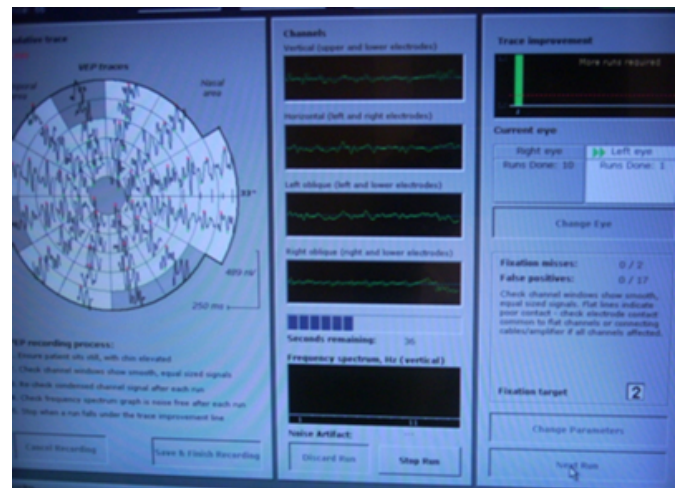 VEP traces
Nasal
area
33°
250 ms
VEP recording process:
Ensure patient sits still, with chin elevated
Check channel windows show smooth, equal sized signals
Re-check condensed channel signal after each run
Check frequency spectrum graph is noise free after each run
Stop when a run falls under the trace improvement line
Cancel Recording
Save & Finish Recording
Channels
Vertical (upper and lower electrodes)
Horizontal (left and right electrodes)
Left oblique (left and lower electrodes)
Right oblique (right and lower electrodes)
Seconds remaining: 36
Frequency spectrum, Hz (vertical)
Noise Artifact:
Discard Run
Stop Run
Trace improvement
More runs required
Current eye
Right eye
Left eye
Runs Done: 10
Runs Done: 1
Change Eye
Fixation misses: 0 / 2
False positives: 0 / 17
Check channel windows show smooth,
equal sized signals. Flat lines indicate
poor contact - check electrode contact
common to flat channels or connecting
cables/amplifier if all channels affected.
Fixation target 2
Change Parameters
Next Run